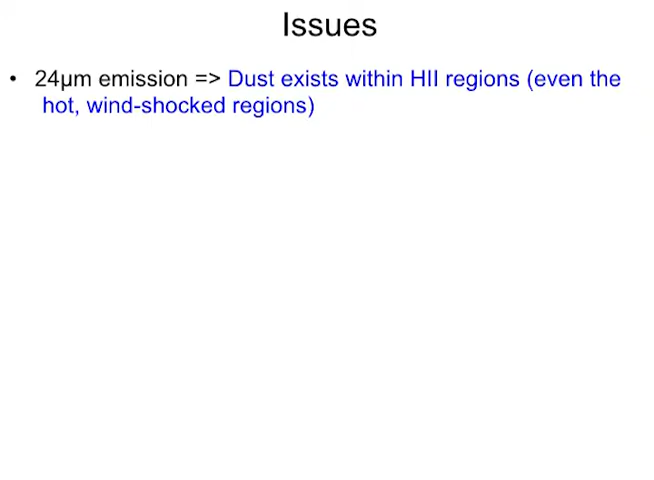 Issues
• 24μm emission => Dust exists within HII regions (even the
hot, wind-shocked regions)